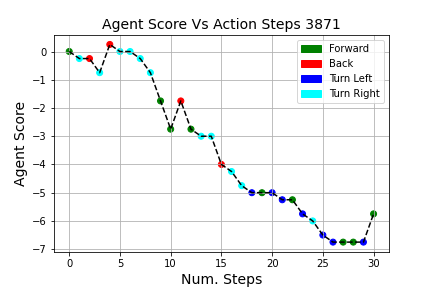 Agent Score Vs Action Steps 3871
Forward
Back
Turn Left
Turn Right
Agent Score
0
−1
−2
−3
−4
−5
−6
−7
0 5 10 15 20 25 30
Num. Steps